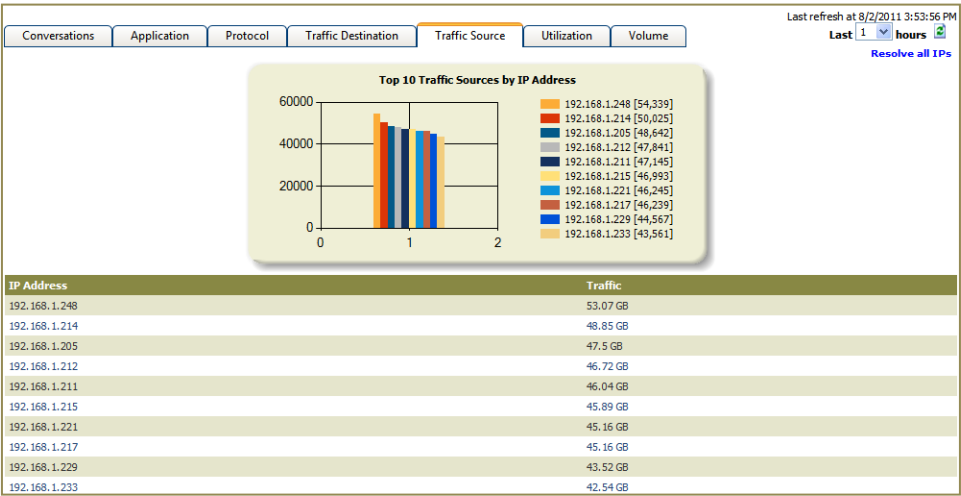 Last refresh at 8/2/2011 3:53:56 PM
Conversations Application Protocol Traffic Destination Traffic Source Utilization Volume Last 1 hours
Resolve all IPs
Top 10 Traffic Sources by IP Address
60000
40000
20000
0
0 1 2
192.168.1.248 [54,339]
192.168.1.214 [50,025]
192.168.1.205 [48,642]
192.168.1.212 [47,841]
192.168.1.211 [47,145]
192.168.1.215 [46,993]
192.168.1.221 [46,245]
192.168.1.217 [46,239]
192.168.1.229 [44,567]
192.168.1.233 [43,561]
IP Address Traffic
192.168.1.248 53.07 GB
192.168.1.214 48.85 GB
192.168.1.205 47.5 GB
192.168.1.212 46.72 GB
192.168.1.211 46.04 GB
192.168.1.215 45.89 GB
192.168.1.221 45.16 GB
192.168.1.217 45.16 GB
192.168.1.229 43.52 GB
192.168.1.233 42.54 GB